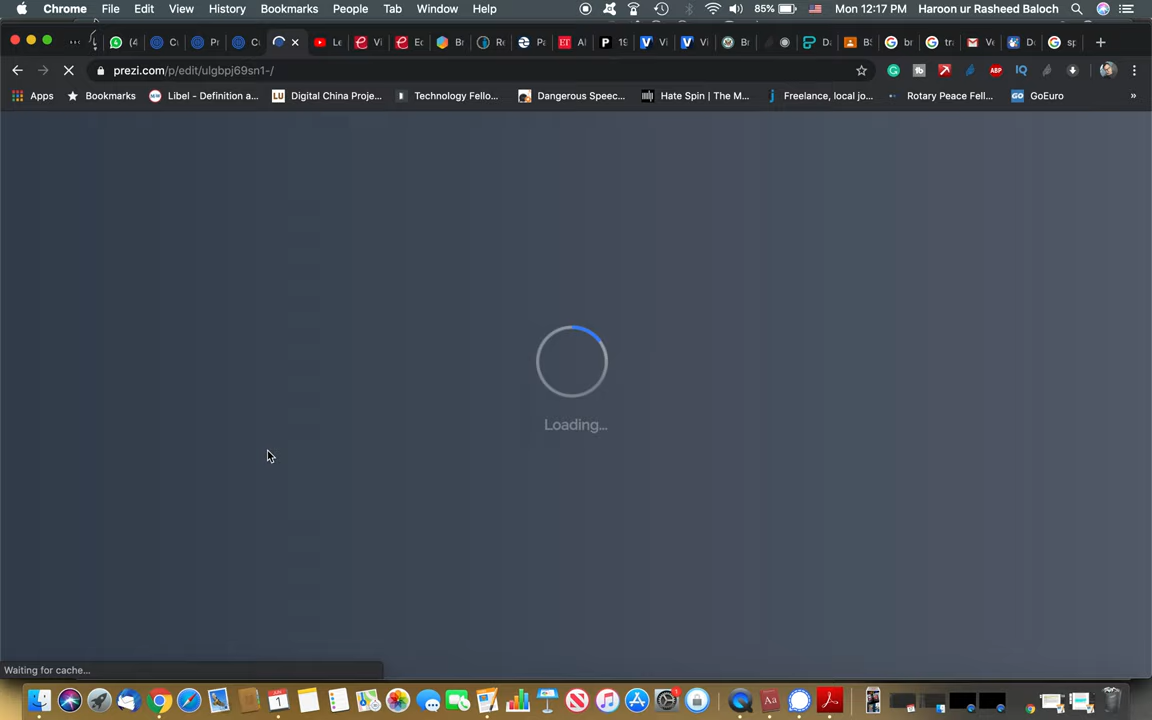 Chrome File Edit View History Bookmarks People Tab Window Help 85% Mon 12:17 PM Haroon ur Rasheed Baloch
prezi.com/p/edit/ulgbpj69sn1-/
Apps Bookmarks Libel - Definition a... Digital China Proje... Technology Fello... Dangerous Speec... Hate Spin | The M... Freelance, local jo... Rotary Peace Fell... GoEuro »
Loading...
Waiting for cache...